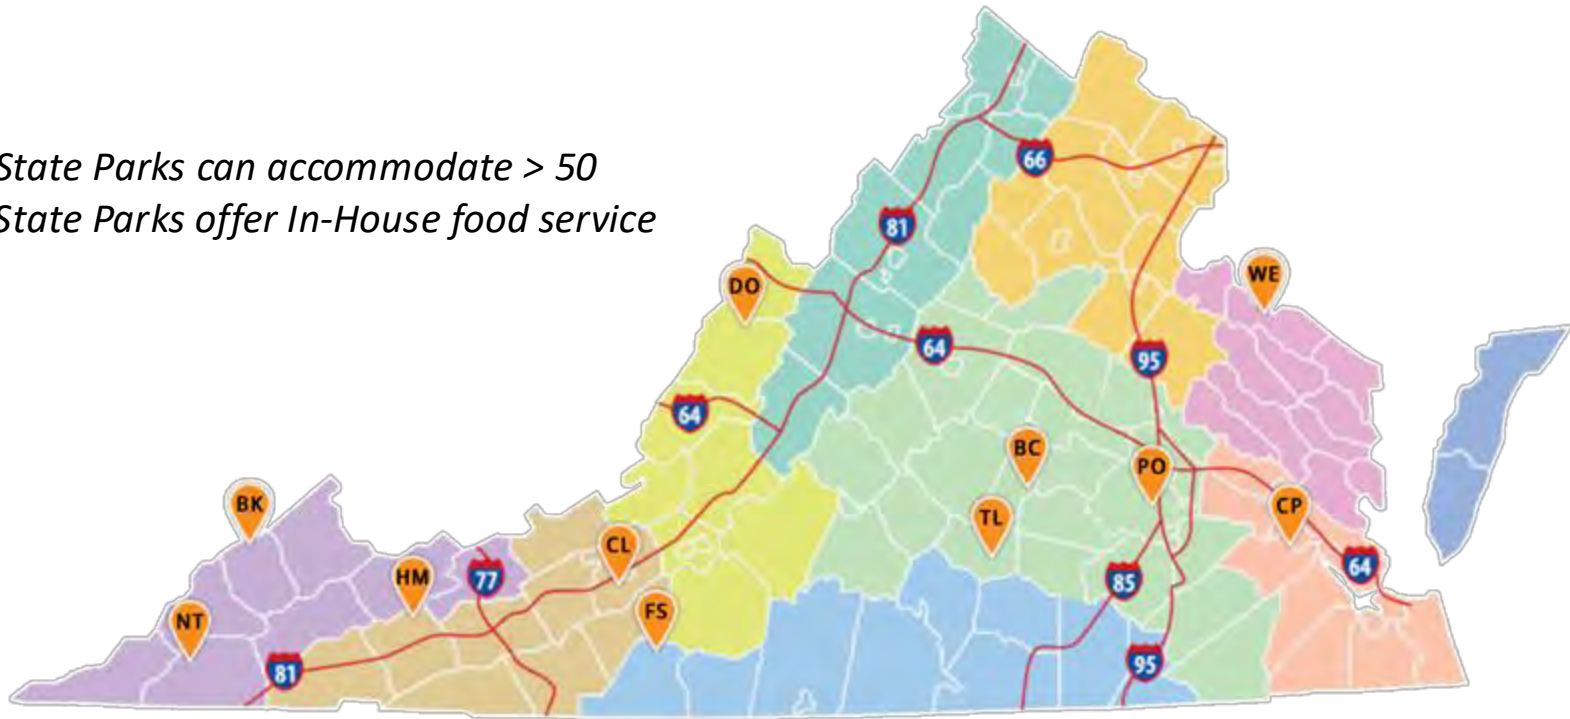 State Parks can accommodate > 50
State Parks offer In-House food service
66
81
WE
DO
64
95
64
BC
PO
BK
TL
CP
CL
HM
77
64
85
FS
NT
81
95